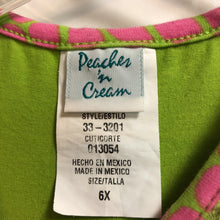 Peaches
'n
Cream
STYLE/ESTILO
33-3201
CUT/CORTE
013054
HECHO EN MEXICO
MADE IN MEXICO
SIZE/TALLA
6X